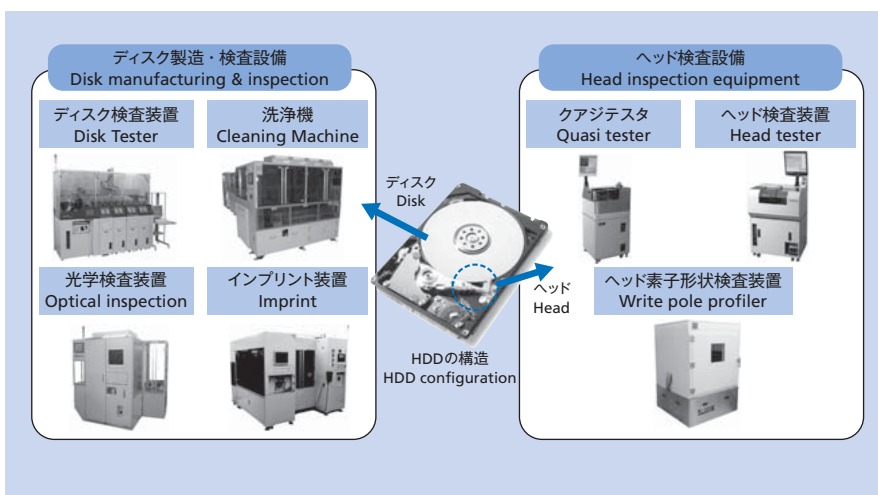 ディスク製造・検査設備
Disk manufacturing & inspection
ディスク検査装置
Disk Tester
洗浄機
Cleaning Machine
光学検査装置
Optical inspection
インプリント装置
Imprint
ディスク
Disk
ヘッド
Head
HDDの構造
HDD configuration
ヘッド検査設備
Head inspection equipment
クアジテスタ
Quasi tester
ヘッド検査装置
Head tester
ヘッド素子形状検査装置
Write pole profiler